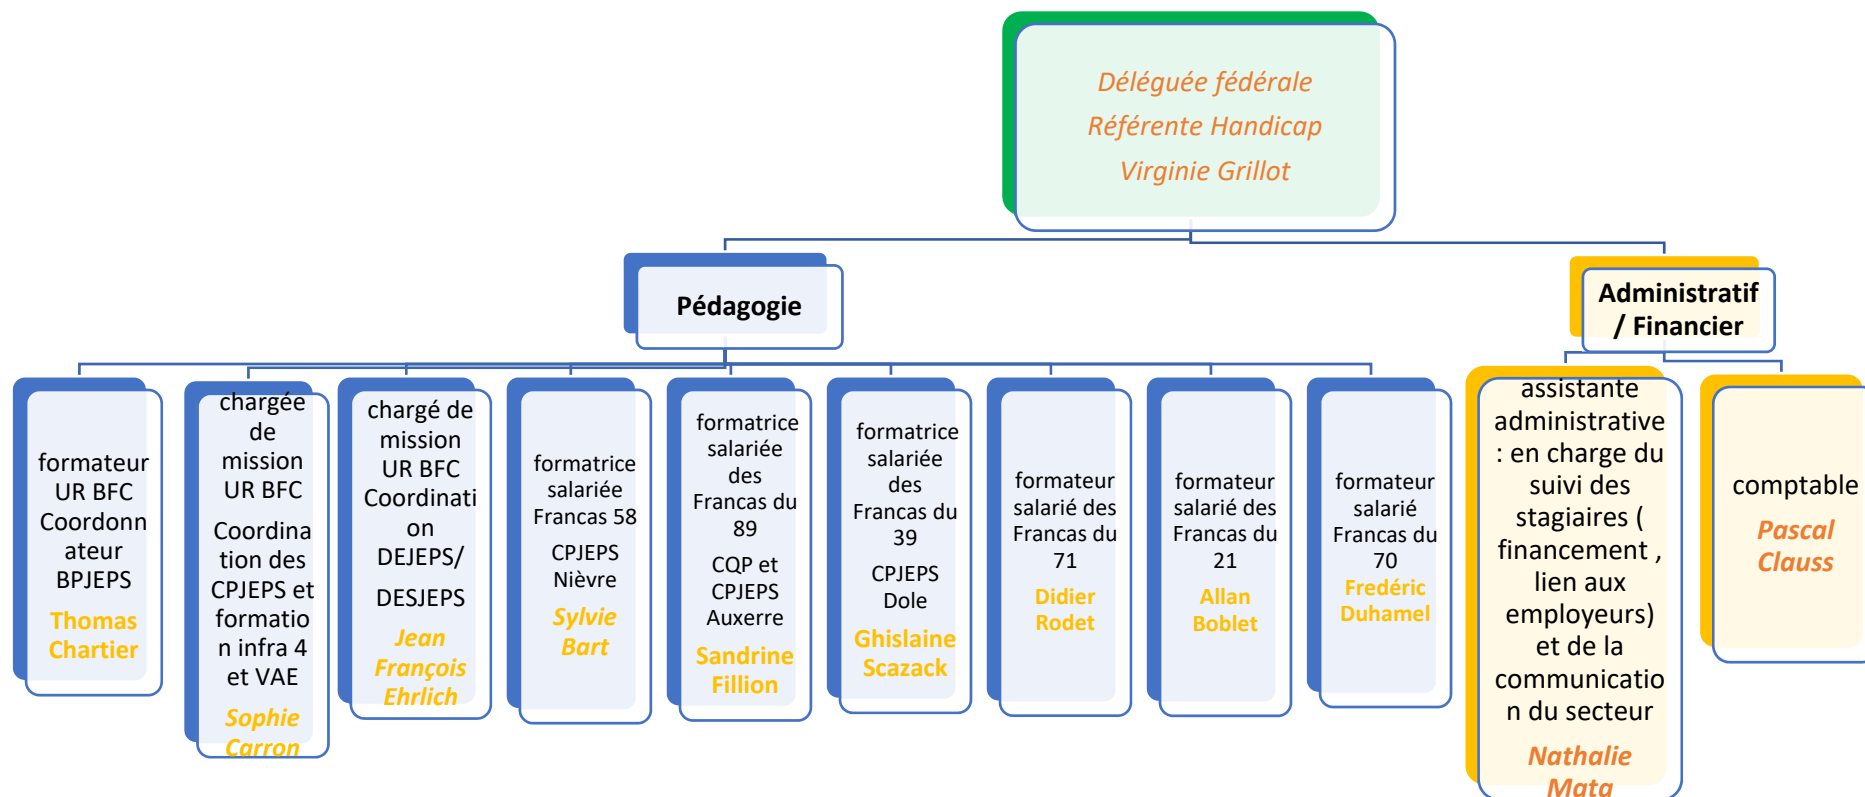 Déléguée fédérale
Référente Handicap
Virginie Grillot
Pédagogie
Administratif
/ Financier
formateur
UR BFC
Coordonn
ateur
BPJEPS
Thomas
Chartier
chargée
de
mission
UR BFC
Coordina
tion des
CPJEPS et
formatio
n infra 4
et VAE
Sophie
Carron
chargé de
mission
UR BFC
Coordinati
on
DEJEPS/
DESJEPS
Jean
François
Ehrlich
formatrice
salariée
Francas 58
CPJEPS
Nièvre
Sylvie
Bart
formatrice
salariée
des
Francas du
89
CQP et
CPJEPS
Auxerre
Sandrine
Fillion
formatrice
salariée
des
Francas du
39
CPJEPS
Dole
Ghislaine
Scazack
formateur
salarié des
Francas du
71
Didier
Rodet
formateur
salarié des
Francas du
21
Allan
Boblet
formateur
salarié
Francas du
70
Fredéric
Duhamel
assistante
administrative
: en charge du
suivi des
stagiaires (
financement ,
lien aux
employeurs)
et de la
communicatio
n du secteur
Nathalie
Mata
comptable
Pascal
Clauss